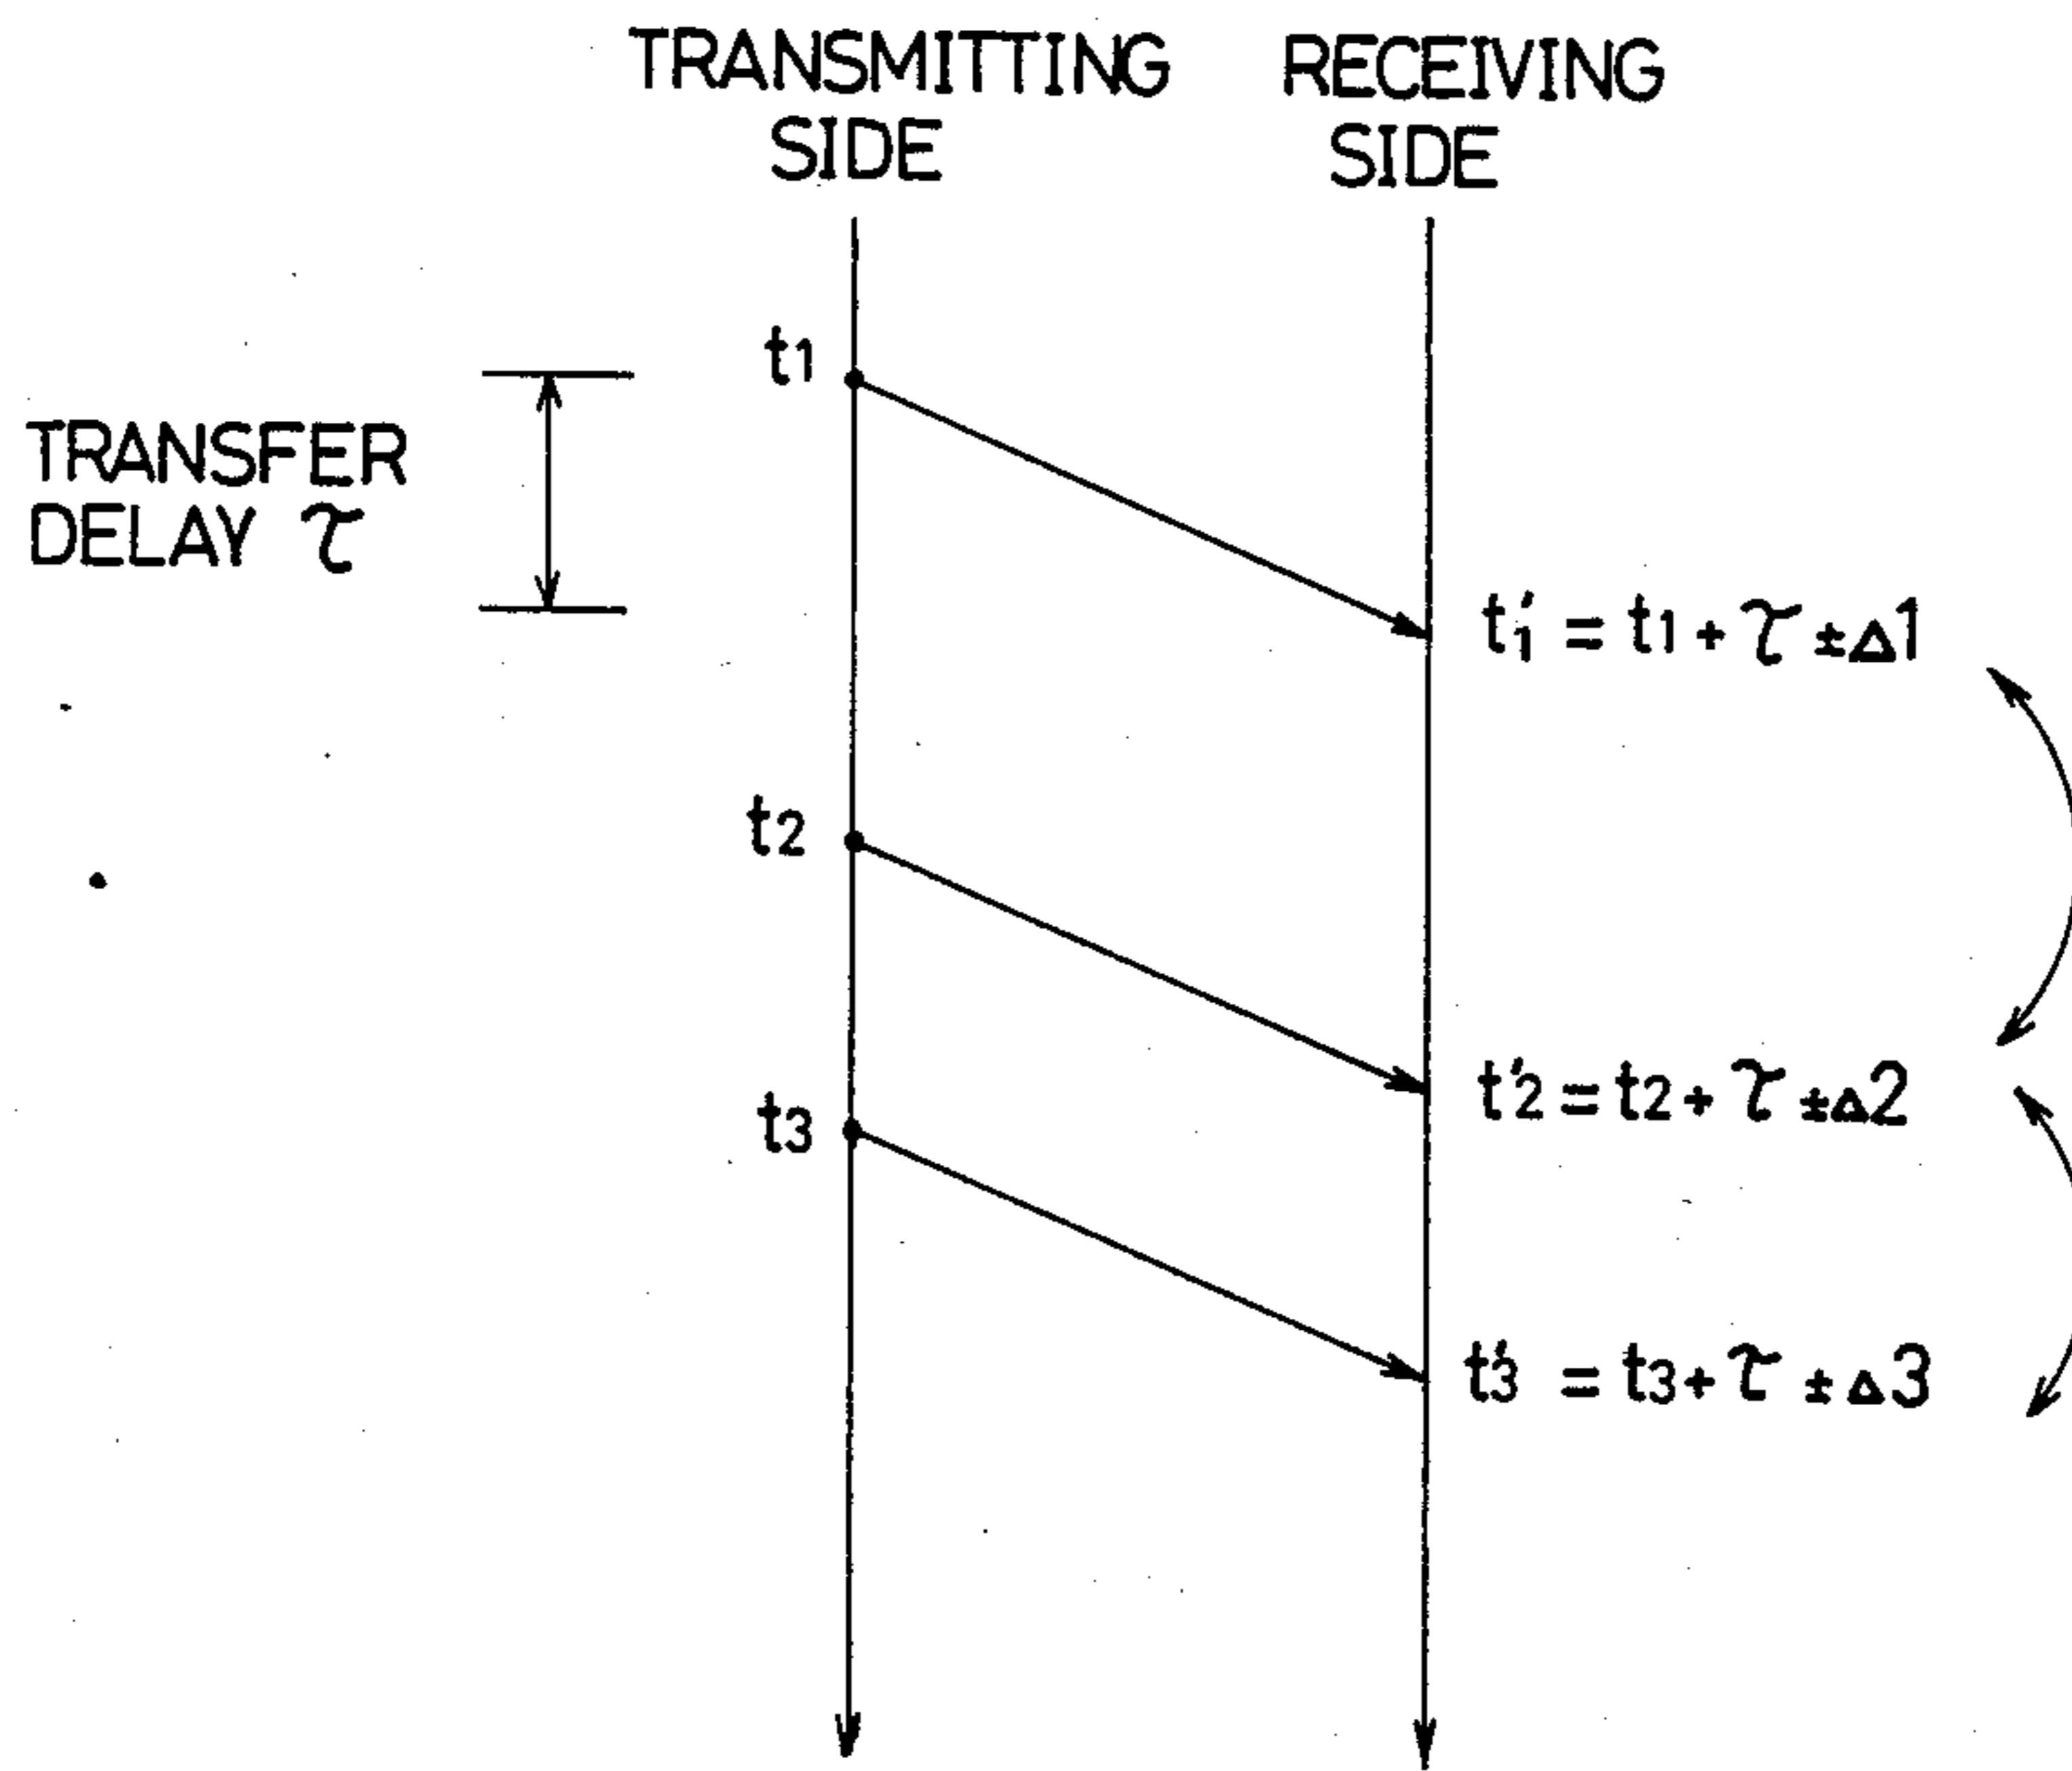 TRANSMITTING
SIDE
RECEIVING
SIDE
t1
TRANSFER
DELAY τ
t'1 = t1 + τ ± Δ1
t2
t'2 = t2 + τ ± Δ2
t3
t'3 = t3 + τ ± Δ3